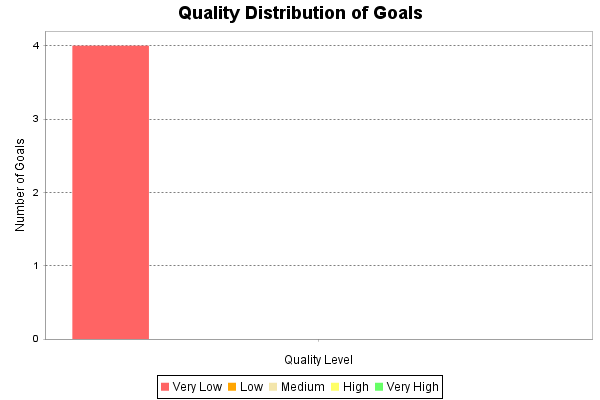 Quality Distribution of Goals
4
3
2
1
0
Number of Goals
Quality Level
Very Low Low Medium High Very High